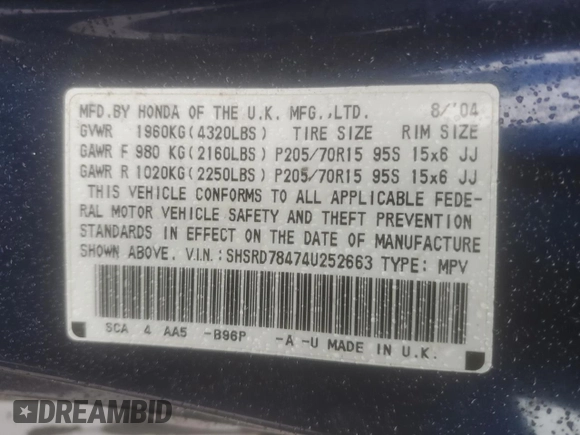 MFD.BY HONDA OF THE U.K. MFG.,LTD. 8/'04
GVWR 1960KG(4320LBS) TIRE SIZE RIM SIZE
GAWR F 980 KG(2160LBS) P205/70R15 95S 15x6 JJ
GAWR R 1020KG(2250LBS) P205/70R15 95S 15x6 JJ
THIS VEHICLE CONFORMS TO ALL APPLICABLE FEDE-
RAL MOTOR VEHICLE SAFETY AND THEFT PREVENTION
STANDARDS IN EFFECT ON THE DATE OF MANUFACTURE
SHOWN ABOVE. V.I.N.:SHSRD78474U252663 TYPE: MPV
SCA 4 AA5 -B96P -A -U MADE IN U.K.
DREAMBID